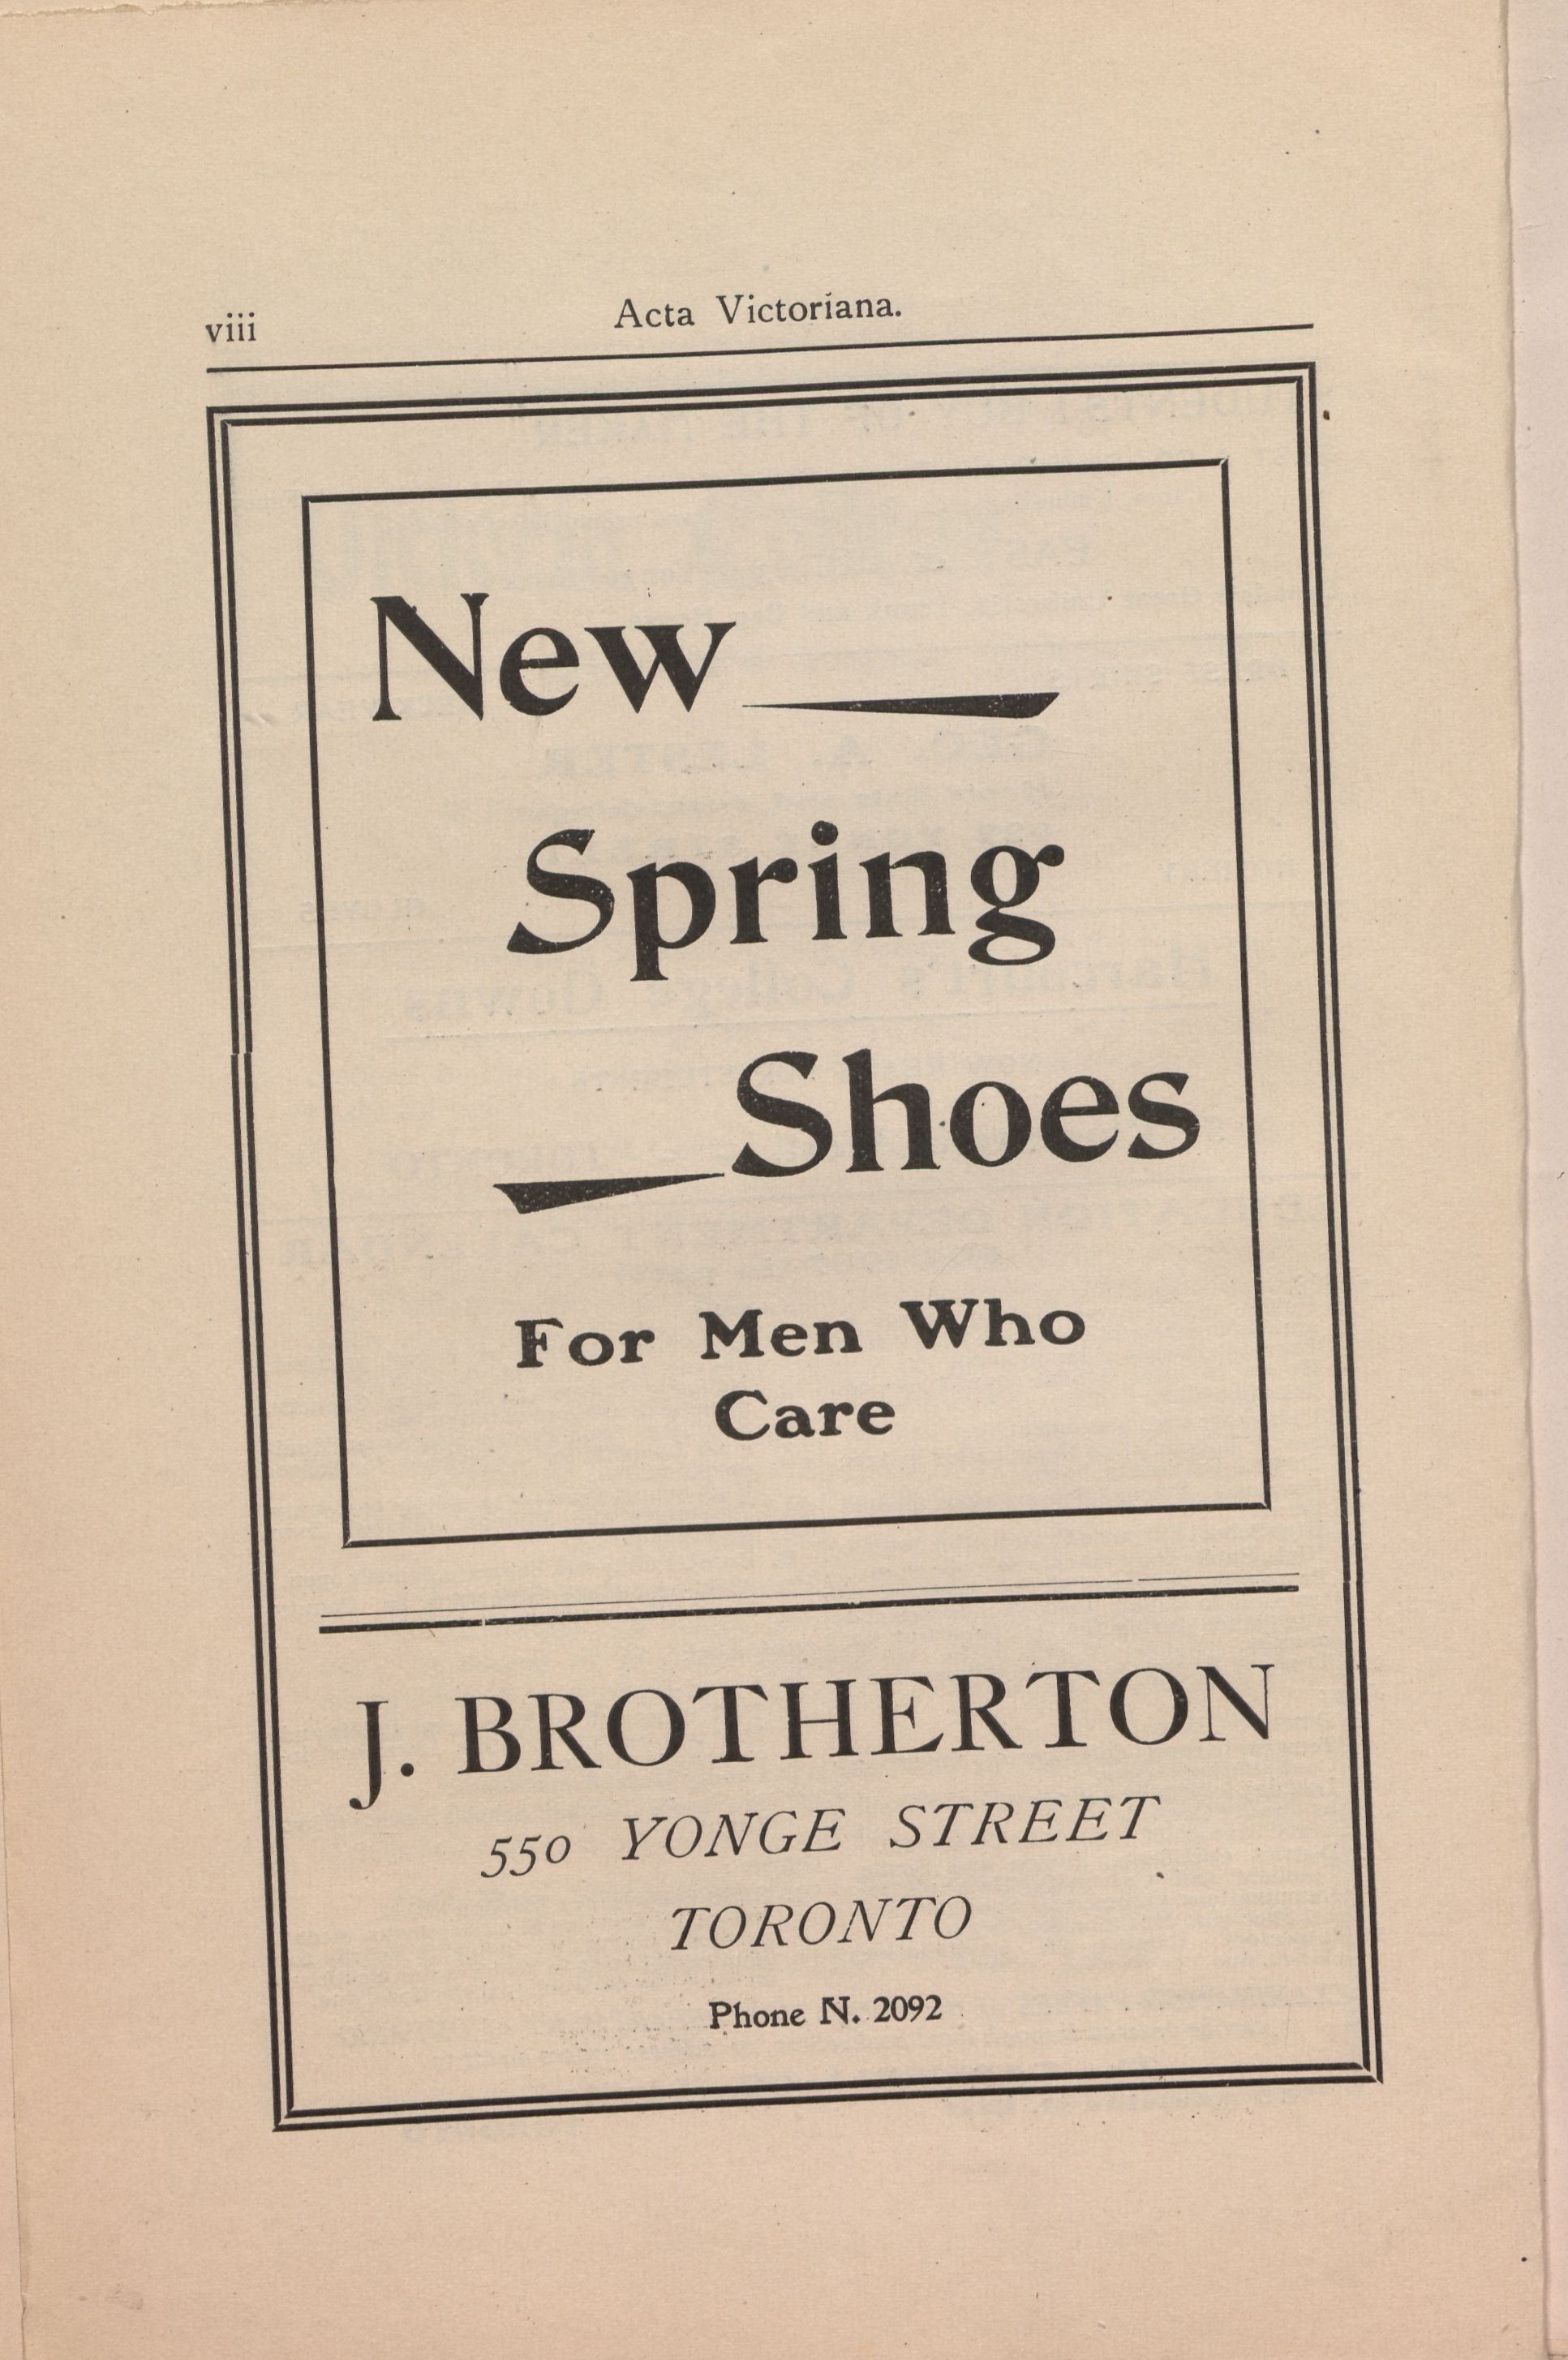 viii
Acta Victoriana.
New
Spring
Shoes
For Men Who
Care
J. BROTHERTON
550 YONGE STREET
TORONTO
Phone N. 2092